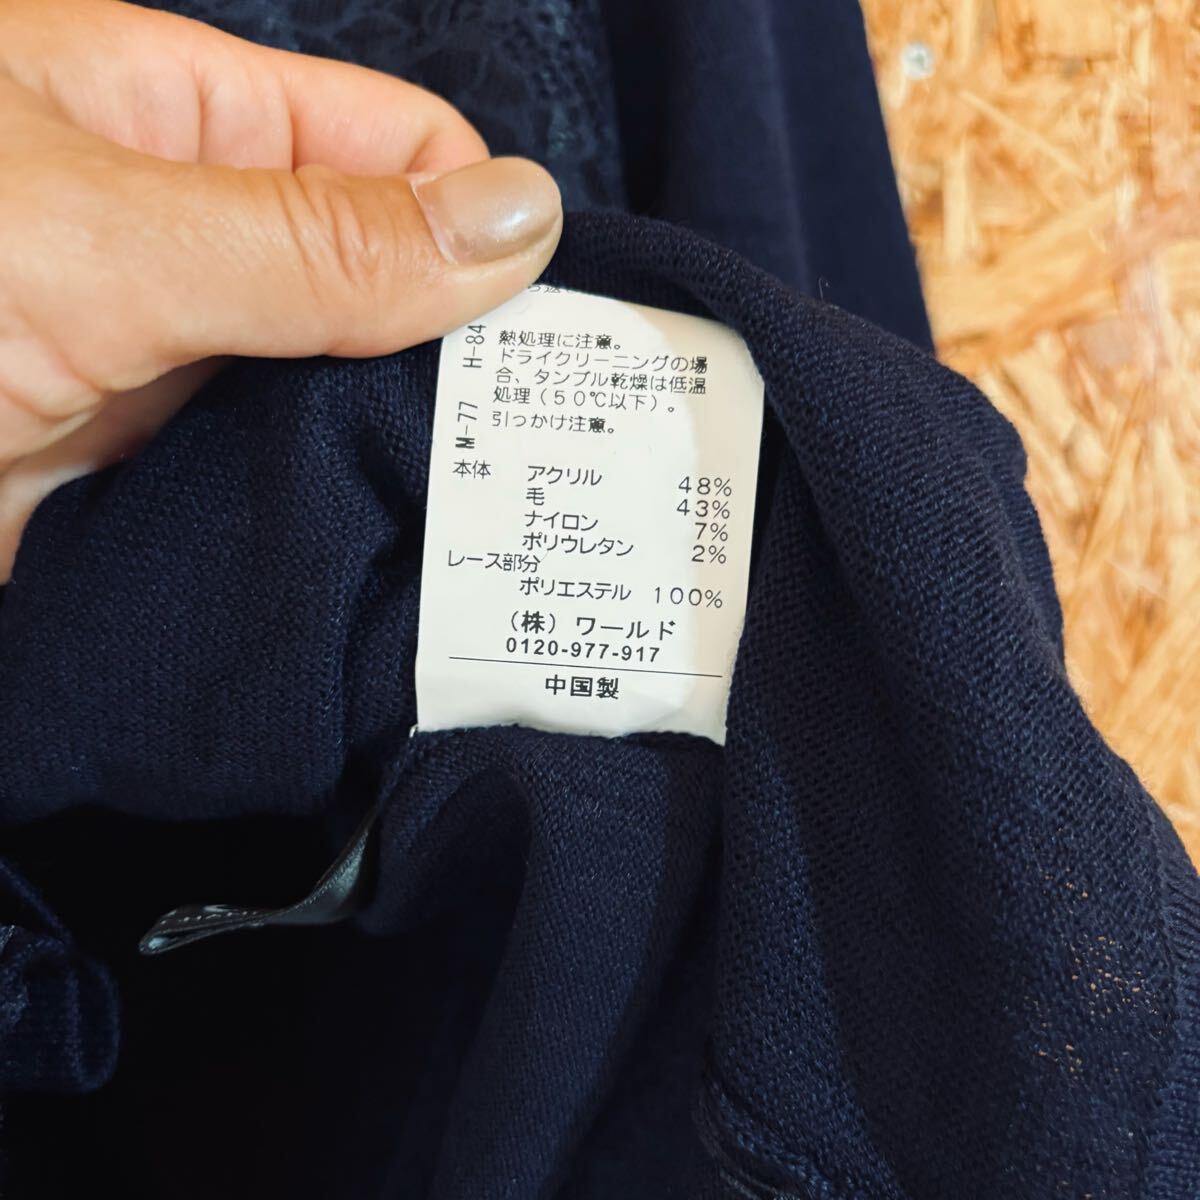 熱処理に注意。
ドライクリーニングの場
合、タンブル乾燥は低温
処理（50℃以下）。
引っかけ注意。
H-84
M-77
本体 アクリル 48%
毛 43%
ナイロン 7%
ポリウレタン 2%
レース部分
ポリエステル 100%
（株）ワールド
0120-977-917
中国製